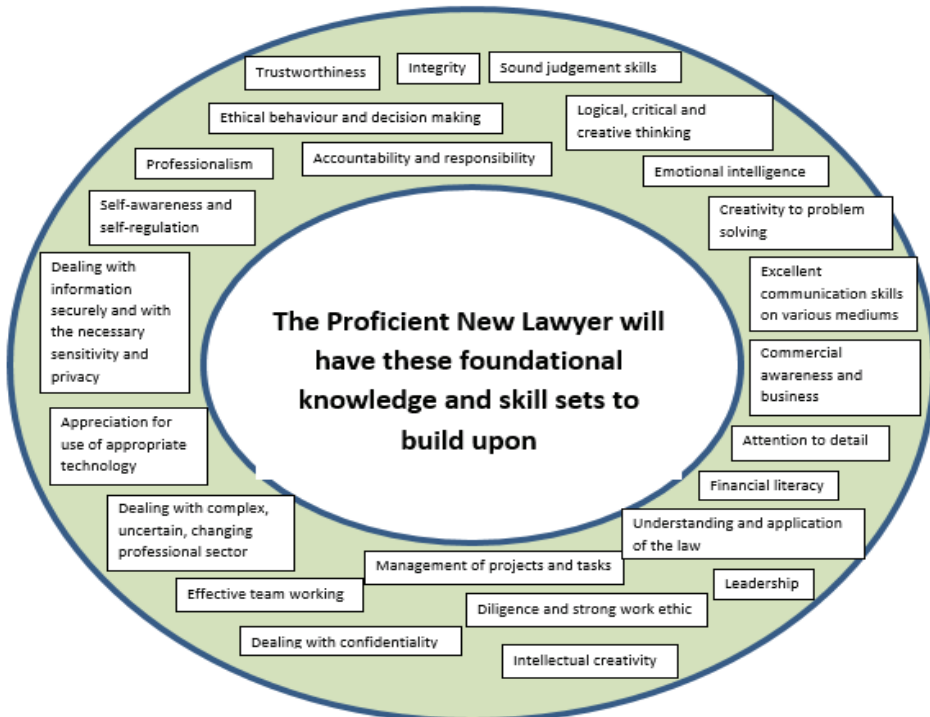 Trustworthiness
Integrity
Sound judgement skills
Ethical behaviour and decision making
Logical, critical and
creative thinking
Professionalism
Accountability and responsibility
Emotional intelligence
Self-awareness and
self-regulation
Creativity to problem
solving
Dealing with
information
securely and with
the necessary
sensitivity and
privacy
Excellent
communication skills
on various mediums
The Proficient New Lawyer will
have these foundational
knowledge and skill sets to
build upon
Commercial
awareness and
business
Appreciation for
use of appropriate
technology
Attention to detail
Financial literacy
Dealing with complex,
uncertain, changing
professional sector
Understanding and application
of the law
Management of projects and tasks
Leadership
Effective team working
Diligence and strong work ethic
Dealing with confidentiality
Intellectual creativity